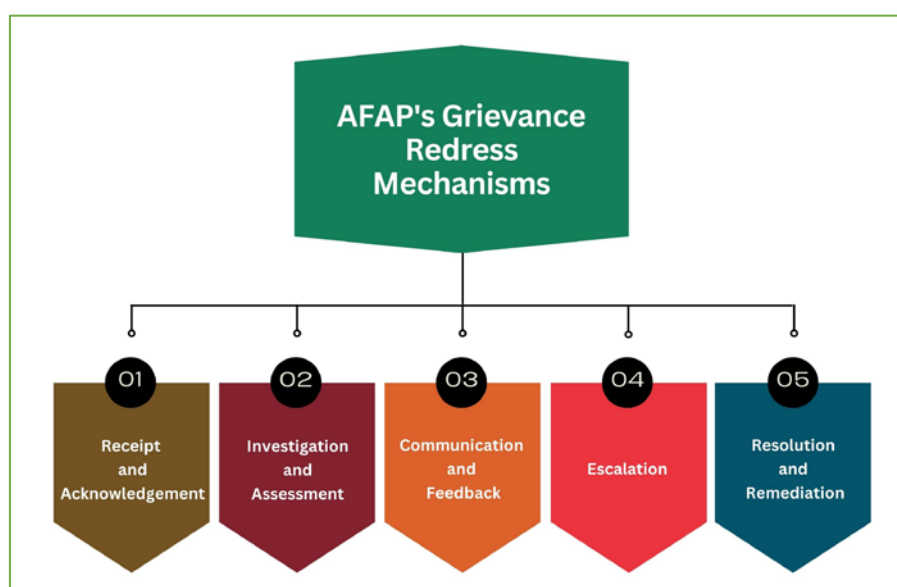 AFAP's Grievance
Redress
Mechanisms
01
02
03
04
05
Receipt
and
Acknowledgement
Investigation
and
Assessment
Communication
and
Feedback
Escalation
Resolution
and
Remediation